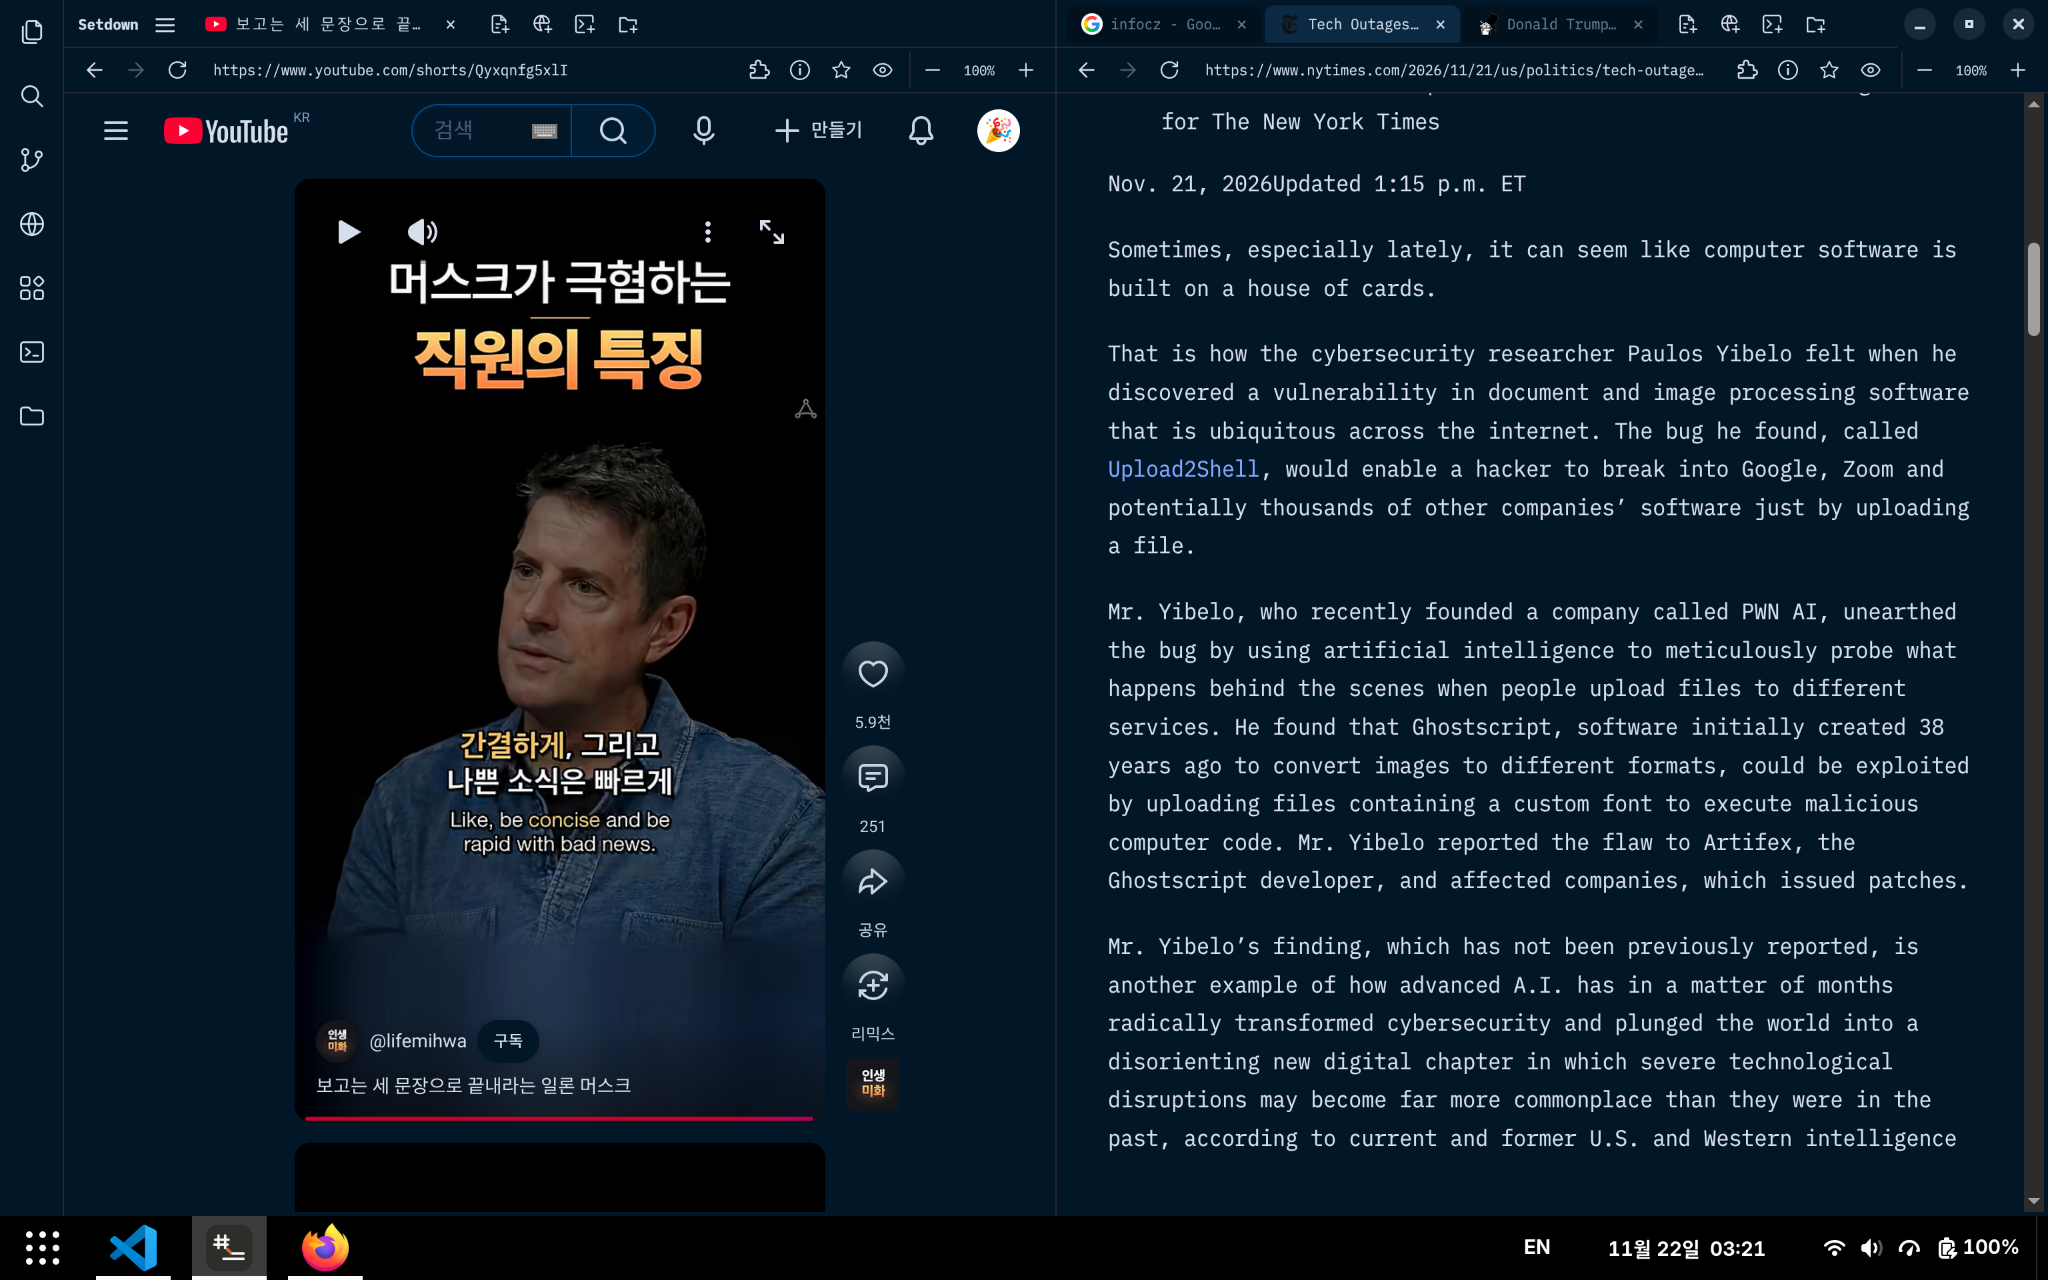 Setdown
보고는 세 문장으로 끝…
https://www.youtube.com/shorts/Qyxqnfg5xlI
100%
YouTube KR
검색
만들기
머스크가 극혐하는
직원의 특징
간결하게, 그리고
나쁜 소식은 빠르게
Like, be concise and be
rapid with bad news.
인생
미화
@lifemihwa
구독
보고는 세 문장으로 끝내라는 일론 머스크
5.9천
251
공유
리믹스
인생
미화
infocz - Goo…
Tech Outages…
Donald Trump…
https://www.nytimes.com/2026/11/21/us/politics/tech-outage…
100%
for The New York Times
Nov. 21, 2026Updated 1:15 p.m. ET
Sometimes, especially lately, it can seem like computer software is
built on a house of cards.
That is how the cybersecurity researcher Paulos Yibelo felt when he
discovered a vulnerability in document and image processing software
that is ubiquitous across the internet. The bug he found, called
Upload2Shell, would enable a hacker to break into Google, Zoom and
potentially thousands of other companies’ software just by uploading
a file.
Mr. Yibelo, who recently founded a company called PWN AI, unearthed
the bug by using artificial intelligence to meticulously probe what
happens behind the scenes when people upload files to different
services. He found that Ghostscript, software initially created 38
years ago to convert images to different formats, could be exploited
by uploading files containing a custom font to execute malicious
computer code. Mr. Yibelo reported the flaw to Artifex, the
Ghostscript developer, and affected companies, which issued patches.
Mr. Yibelo’s finding, which has not been previously reported, is
another example of how advanced A.I. has in a matter of months
radically transformed cybersecurity and plunged the world into a
disorienting new digital chapter in which severe technological
disruptions may become far more commonplace than they were in the
past, according to current and former U.S. and Western intelligence
EN
11월 22일 03:21
100%